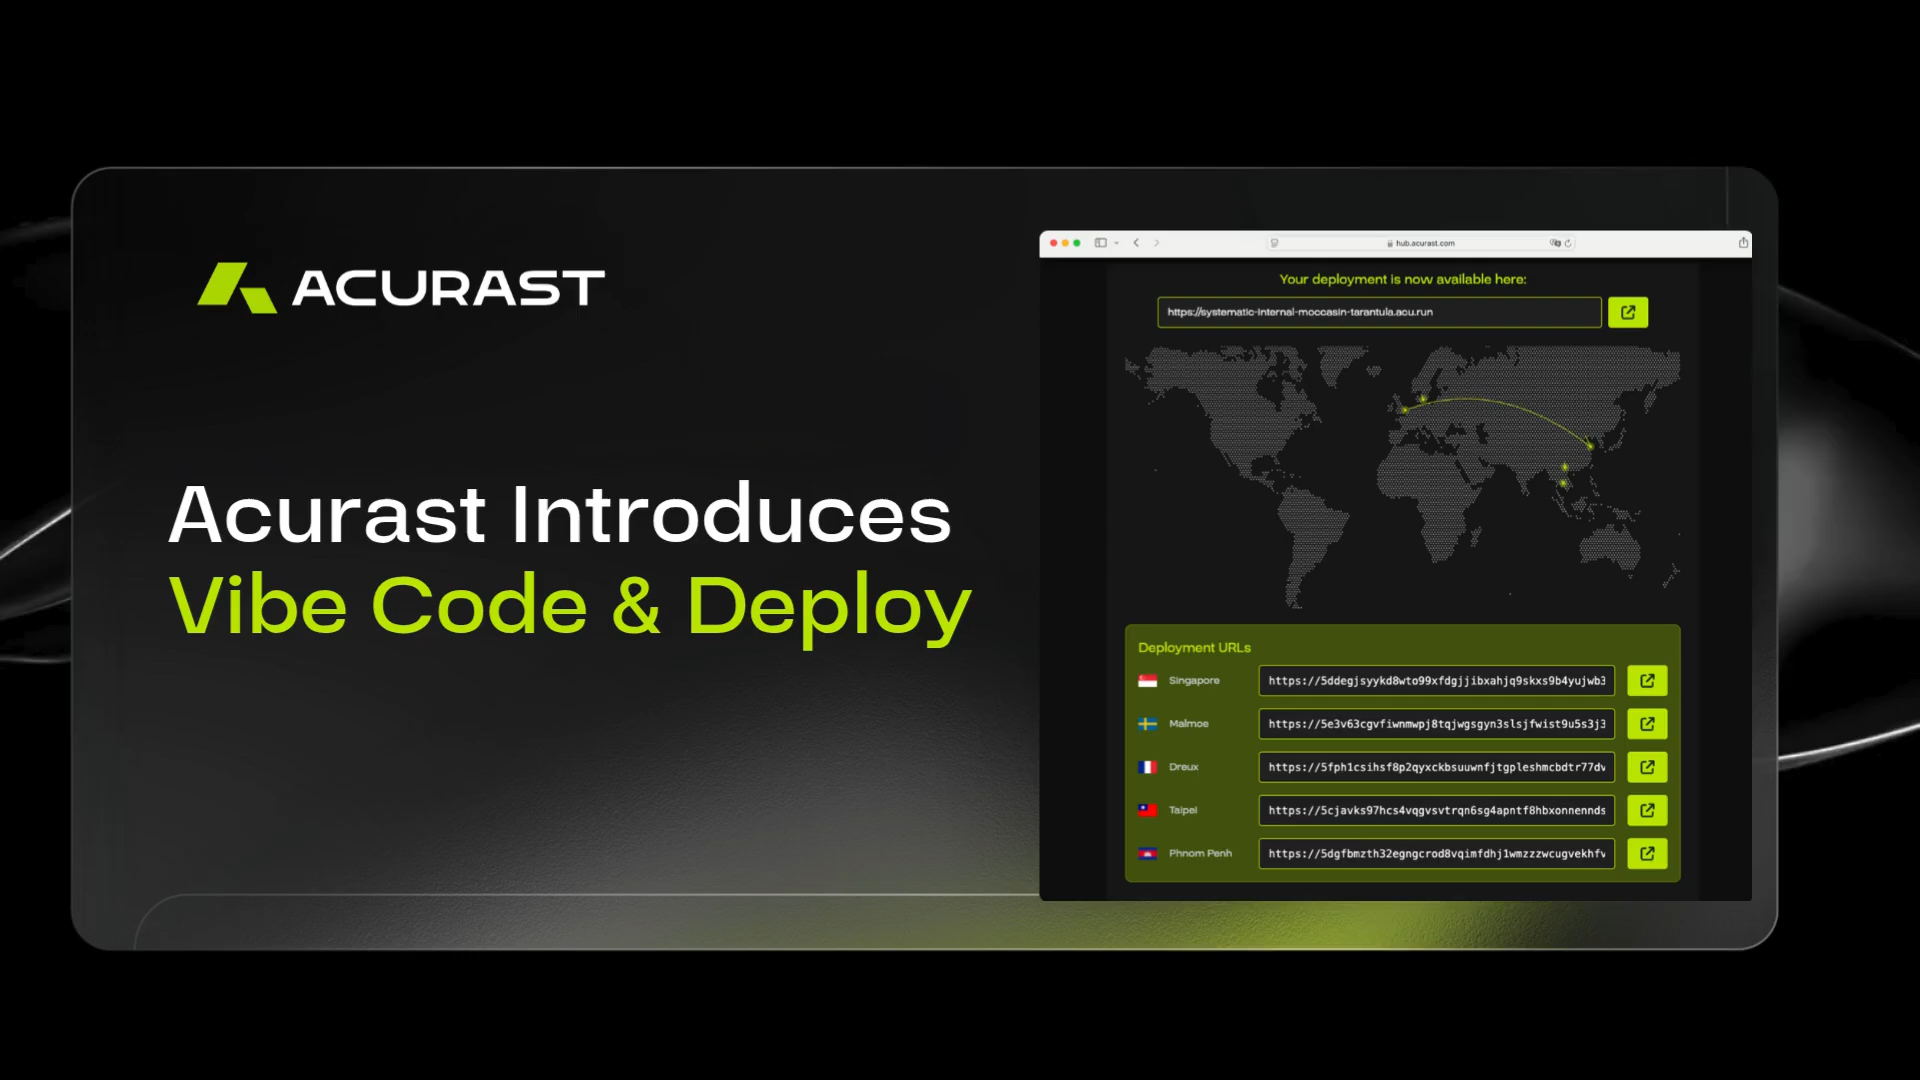 ACURAST
Acurast Introduces
Vibe Code & Deploy
hub.acurast.com
Your deployment is now available here:
https://systematic-internal-moccasin-tarantula.acu.run
Deployment URLs
Singapore https://5ddegjsyykd8wto99xfdgjjibxahjq9skxs9b4yujwb3
Malmoe https://5e3v63cgvfiwnmwpj8tqjwgsgyn3slsjfwist9u5s3j3
Dreux https://5fph1csihsf8p2qyxckbsuuwnfjtgpleshmcbdtr77dv
Taipei https://5cjavks97hcs4vqgvsvtrqn6sg4apntf8hbxonnennds
Phnom Penh https://5dgfbmzth32egngcrod8vqimfdhj1wmzzzwcugvekhfv